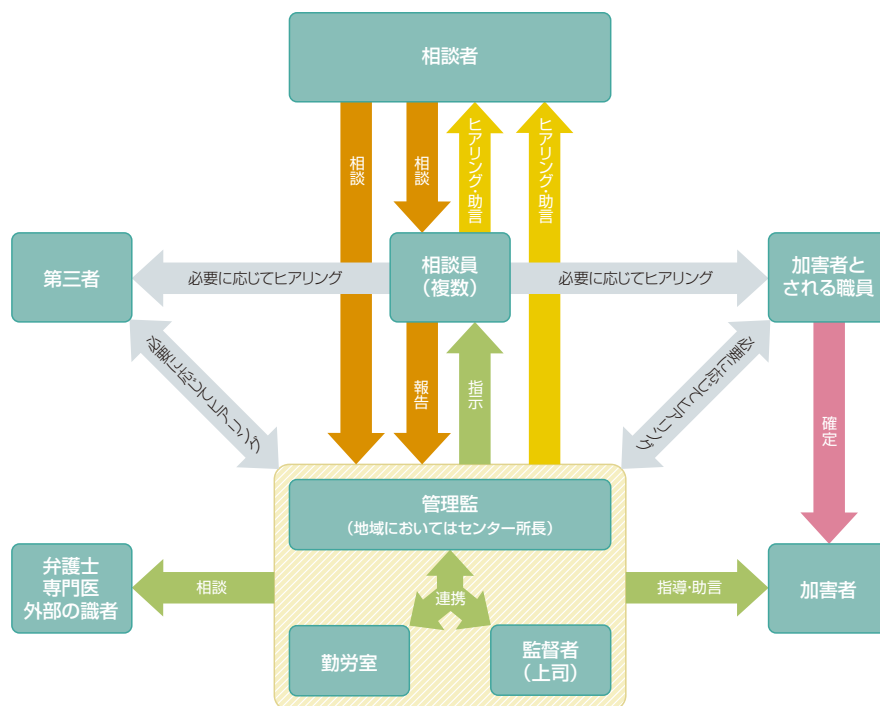 相談者
相談
相談
ヒアリング・助言
ヒアリング・助言
第三者
必要に応じてヒアリング
相談員
（複数）
必要に応じてヒアリング
加害者と
される職員
必要に応じてヒアリング
報告
指示
必要に応じてヒアリング
確定
管理監
（地域においてはセンター所長）
弁護士
専門医
外部の識者
相談
連携
指導・助言
加害者
勤労室
監督者
（上司）